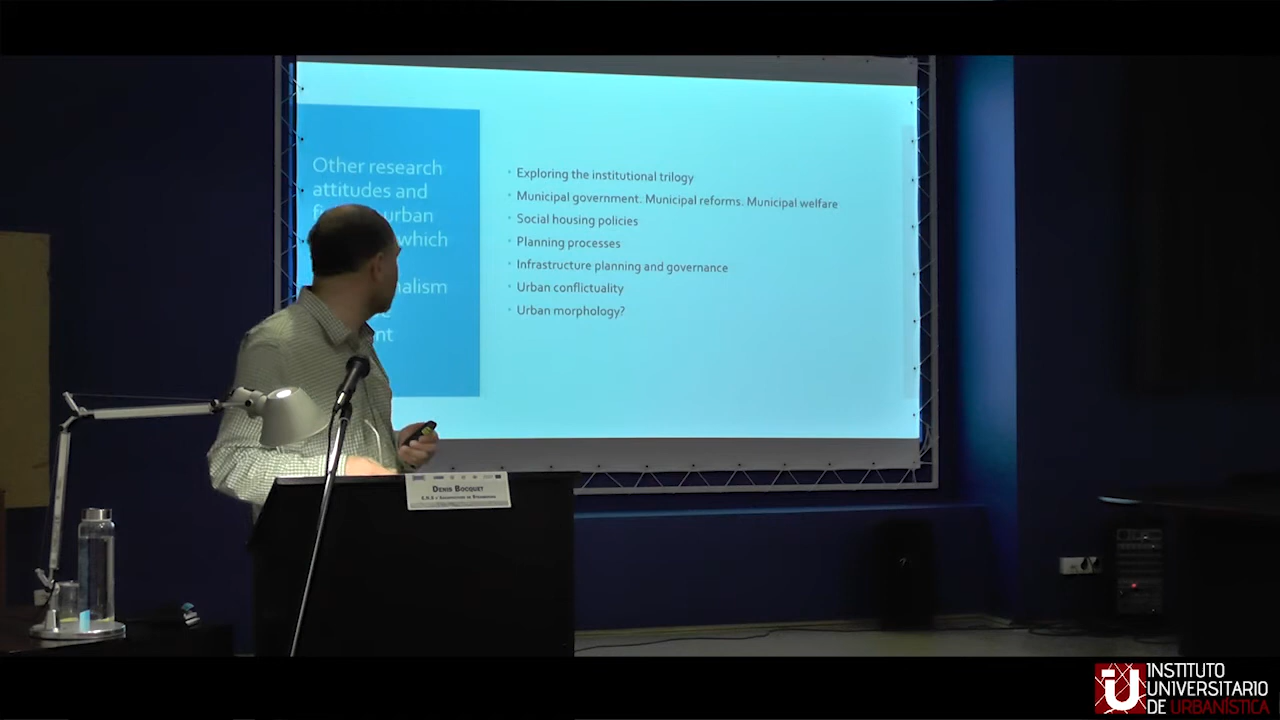 Other research
attitudes and
urban
which
nalism
nt
• Exploring the institutional trilogy
• Municipal government. Municipal reforms. Municipal welfare
• Social housing policies
• Planning processes
• Infrastructure planning and governance
• Urban conflictuality
• Urban morphology?
DENIS BOCQUET
INSTITUTO
UNIVERSITARIO
DE URBANÍSTICA